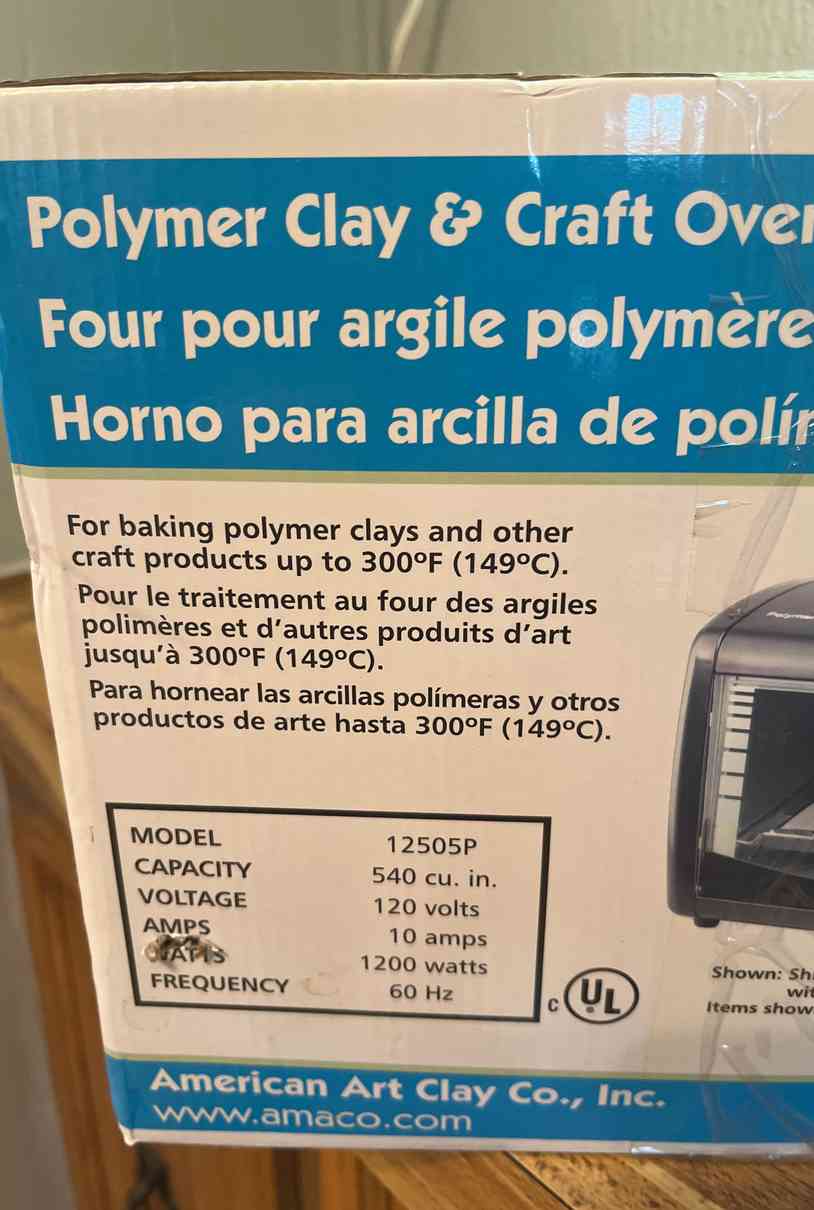 Polymer Clay & Craft Over
Four pour argile polymère
Horno para arcilla de polí
For baking polymer clays and other
craft products up to 300ºF (149ºC).
Pour le traitement au four des argiles
polimères et d'autres produits d'art
jusqu'à 300ºF (149ºC).
Para hornear las arcillas polímeras y otros
productos de arte hasta 300ºF (149ºC).
MODEL 12505P
CAPACITY 540 cu. in.
VOLTAGE 120 volts
AMPS 10 amps
WATTS 1200 watts
FREQUENCY 60 Hz
C UL
Shown: Sh
wit
Items show
American Art Clay Co., Inc.
www.amaco.com